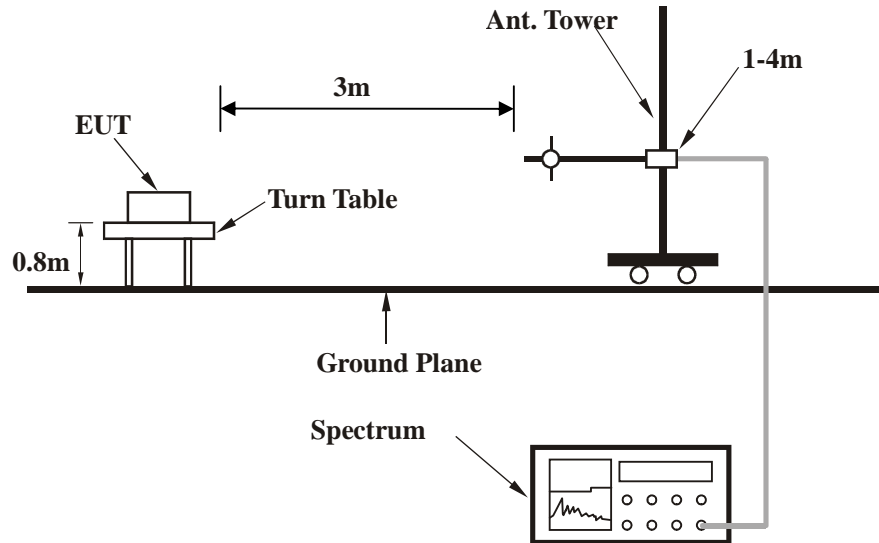 Ant. Tower
1-4m
3m
EUT
Turn Table
0.8m
Ground Plane
Spectrum